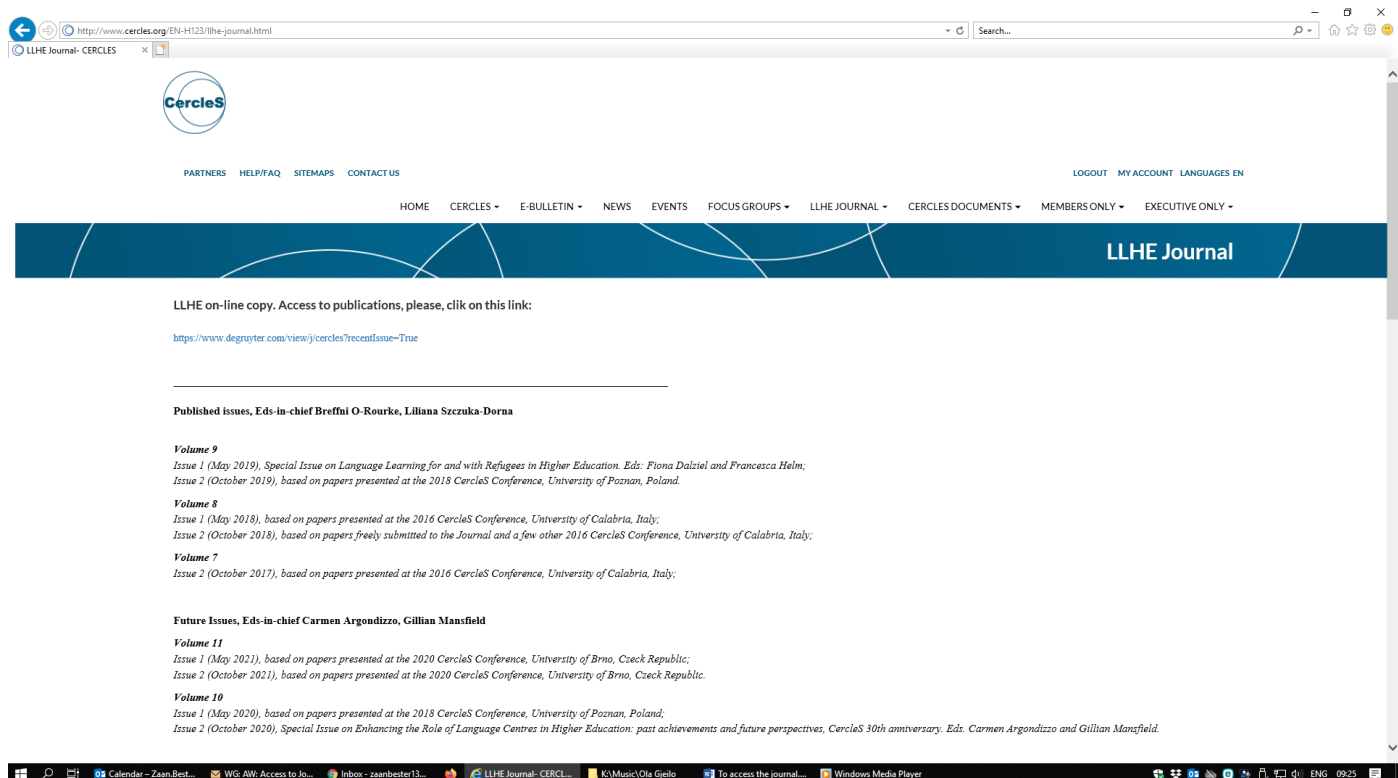 http://www.cercles.org/EN-H123/llhe-journal.html
Search...
LLHE Journal- CERCLES
CercleS
PARTNERS HELP/FAQ SITEMAPS CONTACT US
LOGOUT MY ACCOUNT LANGUAGES EN
HOME CERCLES E-BULLETIN NEWS EVENTS FOCUS GROUPS LLHE JOURNAL CERCLES DOCUMENTS MEMBERS ONLY EXECUTIVE ONLY
LLHE Journal
LLHE on-line copy. Access to publications, please, clik on this link:
https://www.degruyter.com/view/j/cercles?recentIssue=True
Published issues, Eds-in-chief Breffni O-Rourke, Liliana Szczuka-Dorna
Volume 9
Issue 1 (May 2019), Special Issue on Language Learning for and with Refugees in Higher Education. Eds: Fiona Dalziel and Francesca Helm;
Issue 2 (October 2019), based on papers presented at the 2018 CercleS Conference, University of Poznan, Poland.
Volume 8
Issue 1 (May 2018), based on papers presented at the 2016 CercleS Conference, University of Calabria, Italy;
Issue 2 (October 2018), based on papers freely submitted to the Journal and a few other 2016 CercleS Conference, University of Calabria, Italy;
Volume 7
Issue 2 (October 2017), based on papers presented at the 2016 CercleS Conference, University of Calabria, Italy;
Future Issues, Eds-in-chief Carmen Argondizzo, Gillian Mansfield
Volume 11
Issue 1 (May 2021), based on papers presented at the 2020 CercleS Conference, University of Brno, Czeck Republic;
Issue 2 (October 2021), based on papers presented at the 2020 CercleS Conference, University of Brno, Czeck Republic.
Volume 10
Issue 1 (May 2020), based on papers presented at the 2018 CercleS Conference, University of Poznan, Poland;
Issue 2 (October 2020), Special Issue on Enhancing the Role of Language Centres in Higher Education: past achievements and future perspectives, CercleS 30th anniversary. Eds. Carmen Argondizzo and Gillian Mansfield.
Calendar – Zaan.Best... WG: AW: Access to Jo... Inbox - zaanbester13... LLHE Journal- CERCL... K:\Music\Ola Gjeilo To access the journal.... Windows Media Player ENG 09:25